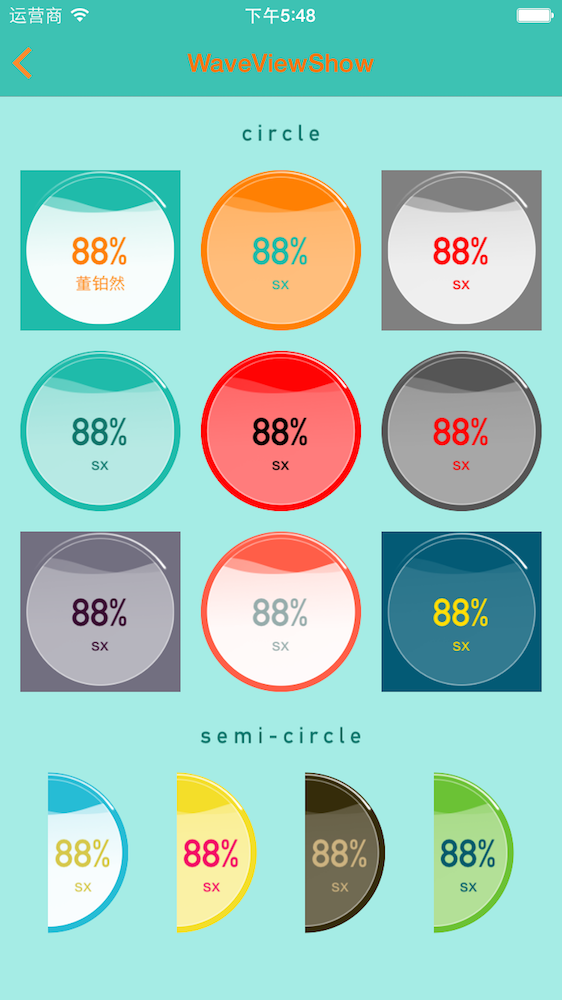 运营商 下午5:48
WaveViewShow
circle
88% 88% 88%
董铂然 sx sx
88% 88% 88%
sx sx sx
88% 88% 88%
sx sx sx
semi-circle
88% 88% 88% 88%
sx sx sx sx